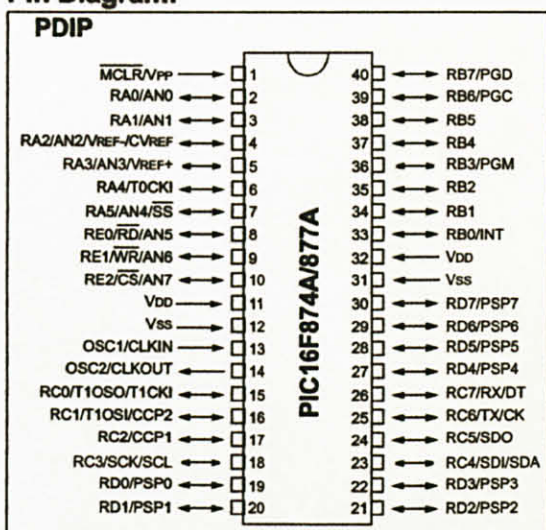 PDIP
MCLR/VPP 1 40 RB7/PGD
RA0/AN0 2 39 RB6/PGC
RA1/AN1 3 38 RB5
RA2/AN2/VREF-/CVREF 4 37 RB4
RA3/AN3/VREF+ 5 36 RB3/PGM
RA4/T0CKI 6 35 RB2
RA5/AN4/SS 7 34 RB1
RE0/RD/AN5 8 33 RB0/INT
RE1/WR/AN6 9 32 VDD
RE2/CS/AN7 10 31 VSS
VDD 11 30 RD7/PSP7
VSS 12 29 RD6/PSP6
OSC1/CLKIN 13 28 RD5/PSP5
OSC2/CLKOUT 14 27 RD4/PSP4
RC0/T1OSO/T1CKI 15 26 RC7/RX/DT
RC1/T1OSI/CCP2 16 25 RC6/TX/CK
RC2/CCP1 17 24 RC5/SDO
RC3/SCK/SCL 18 23 RC4/SDI/SDA
RD0/PSP0 19 22 RD3/PSP3
RD1/PSP1 20 21 RD2/PSP2
PIC16F874A/877A